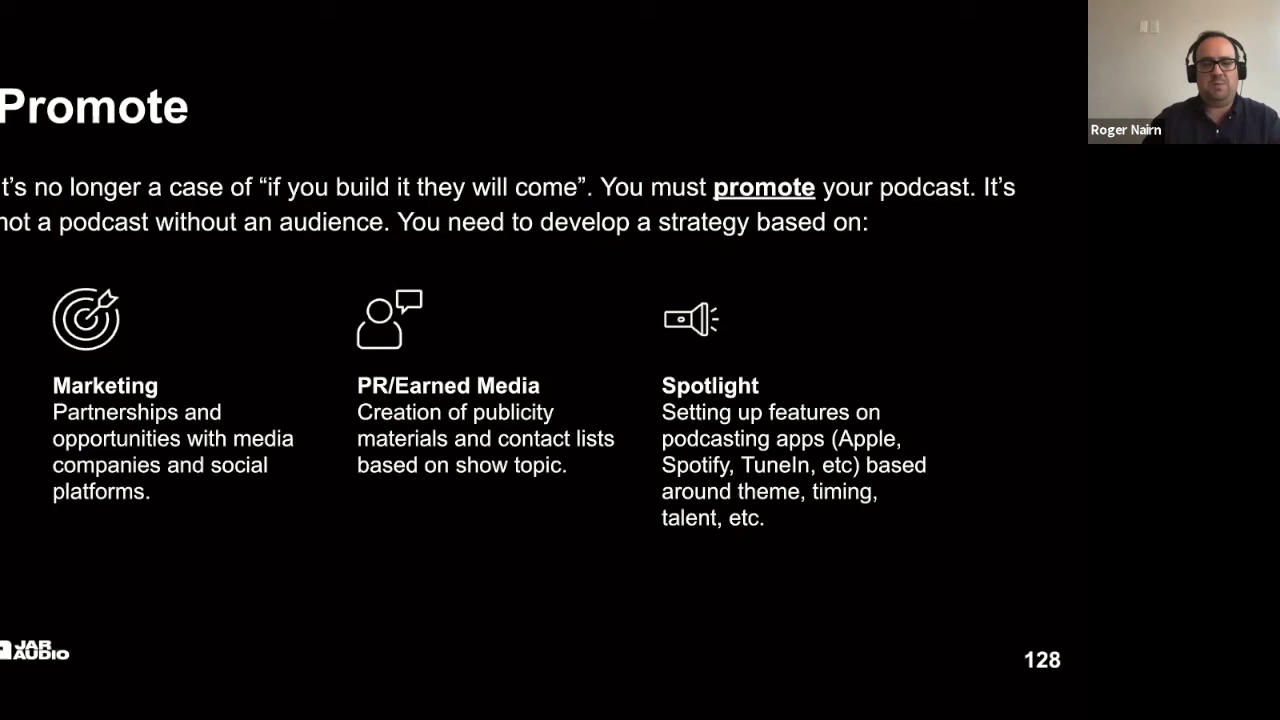 Promote
t's no longer a case of “if you build it they will come”. You must promote your podcast. It's
not a podcast without an audience. You need to develop a strategy based on:
Marketing
Partnerships and
opportunities with media
companies and social
platforms.
PR/Earned Media
Creation of publicity
materials and contact lists
based on show topic.
Spotlight
Setting up features on
podcasting apps (Apple,
Spotify, TuneIn, etc) based
around theme, timing,
talent, etc.
JAR
AUDIO
128
Roger Nairn